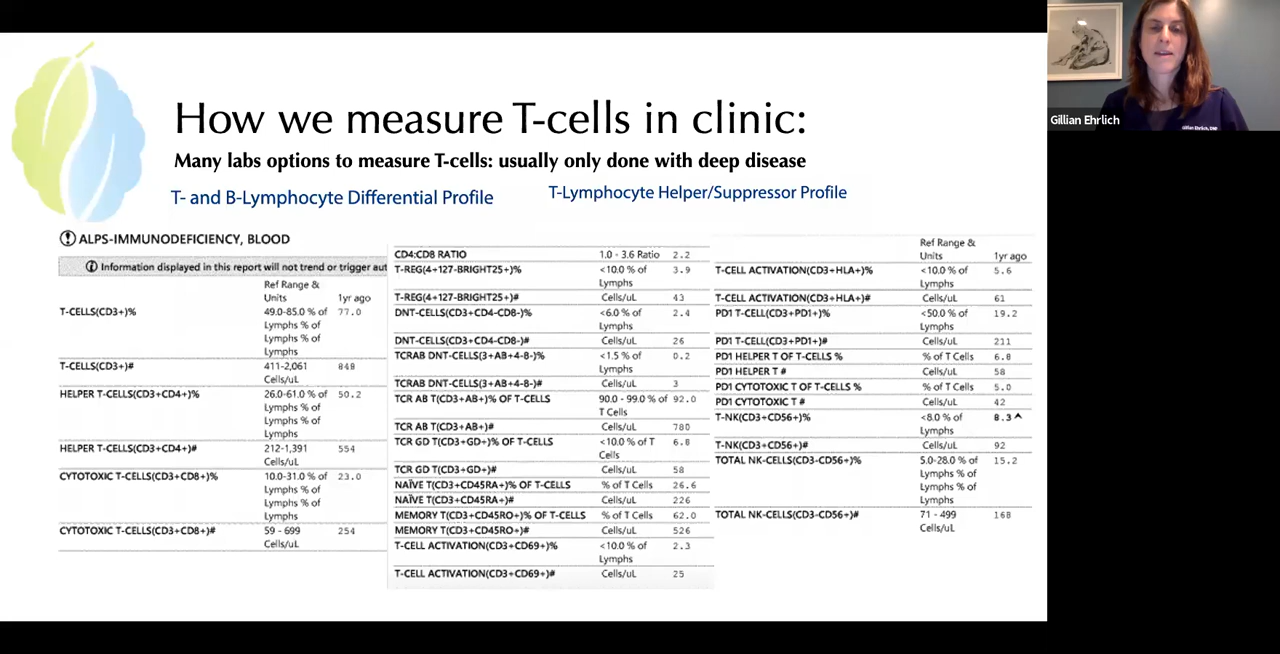 How we measure T-cells in clinic:
Many labs options to measure T-cells: usually only done with deep disease
T- and B-Lymphocyte Differential Profile
T-Lymphocyte Helper/Suppressor Profile
ALPS-IMMUNODEFICIENCY, BLOOD
Information displayed in this report will not trend or trigger aut
Ref Range &
Units 1yr ago
T-CELLS(CD3+)% 49.0-85.0 % of 77.0
Lymphs % of
Lymphs % of
Lymphs
T-CELLS(CD3+)# 411-2,061 848
Cells/uL
HELPER T-CELLS(CD3+CD4+)% 26.0-61.0 % of 50.2
Lymphs % of
Lymphs % of
Lymphs
HELPER T-CELLS(CD3+CD4+)# 212-1,391 554
Cells/uL
CYTOTOXIC T-CELLS(CD3+CD8+)% 10.0-31.0 % of 23.0
Lymphs % of
Lymphs % of
Lymphs
CYTOTOXIC T-CELLS(CD3+CD8+)# 59 - 699 254
Cells/uL
CD4:CD8 RATIO 1.0 - 3.6 Ratio 2.2
T-REG(4+127-BRIGHT25+)% <10.0 % of 3.9
Lymphs
T-REG(4+127-BRIGHT25+)# Cells/uL 43
DNT-CELLS(CD3+CD4-CD8-)% <6.0 % of 2.4
Lymphs
DNT-CELLS(CD3+CD4-CD8-)# Cells/uL 26
TCRAB DNT-CELLS(3+AB+4-8-)% <1.5 % of 0.2
Lymphs
TCRAB DNT-CELLS(3+AB+4-8-)# Cells/uL 3
TCR AB T(CD3+AB+)% OF T-CELLS 90.0 - 99.0 % of 92.0
T Cells
TCR AB T(CD3+AB+)# Cells/uL 780
TCR GD T(CD3+GD+)% OF T-CELLS <10.0 % of T 6.8
Cells
TCR GD T(CD3+GD+)# Cells/uL 58
NAÏVE T(CD3+CD45RA+)% OF T-CELLS % of T Cells 26.6
NAÏVE T(CD3+CD45RA+)# Cells/uL 226
MEMORY T(CD3+CD45RO+)% OF T-CELLS % of T Cells 62.0
MEMORY T(CD3+CD45RO+)# Cells/uL 526
T-CELL ACTIVATION(CD3+CD69+)% <10.0 % of 2.3
Lymphs
T-CELL ACTIVATION(CD3+CD69+)# Cells/uL 25
Ref Range &
Units 1yr ago
T-CELL ACTIVATION(CD3+HLA+)% <10.0 % of 5.6
Lymphs
T-CELL ACTIVATION(CD3+HLA+)# Cells/uL 61
PD1 T-CELL(CD3+PD1+)% <50.0 % of 19.2
Lymphs
PD1 T-CELL(CD3+PD1+)# Cells/uL 211
PD1 HELPER T OF T-CELLS % % of T Cells 6.8
PD1 HELPER T # Cells/uL 58
PD1 CYTOTOXIC T OF T-CELLS % % of T Cells 5.0
PD1 CYTOTOXIC T # Cells/uL 42
T-NK(CD3+CD56+)% <8.0 % of 8.3 ^
Lymphs
T-NK(CD3+CD56+)# Cells/uL 92
TOTAL NK-CELLS(CD3-CD56+)% 5.0-28.0 % of 15.2
Lymphs % of
Lymphs % of
Lymphs
TOTAL NK-CELLS(CD3-CD56+)# 71 - 499 168
Cells/uL
Gillian Ehrlich
Gillian Ehrlich, DNP